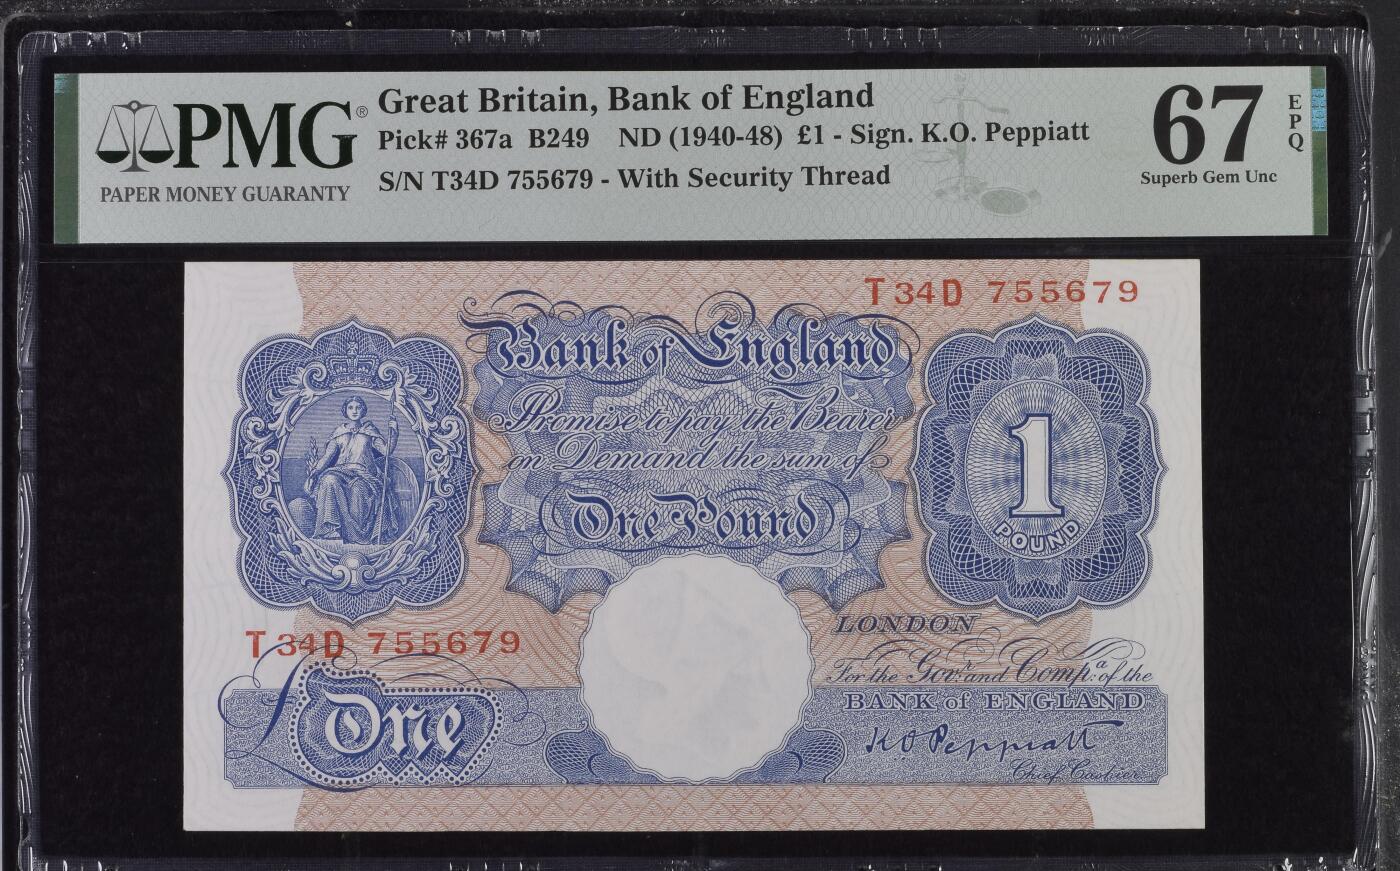 PMG®
PAPER MONEY GUARANTY
Great Britain, Bank of England
Pick# 367a B249 ND (1940-48) £1 - Sign. K.O. Peppiatt
S/N T34D 755679 - With Security Thread
67
EPQ
Superb Gem Unc
T34D 755679
Bank of England
Promise to pay the Bearer
on Demand the sum of
One Pound
1
POUND
T34D 755679
LONDON
For the Govr. and Compa. of the
BANK of ENGLAND
K O Peppiatt
Chief Cashier
£One